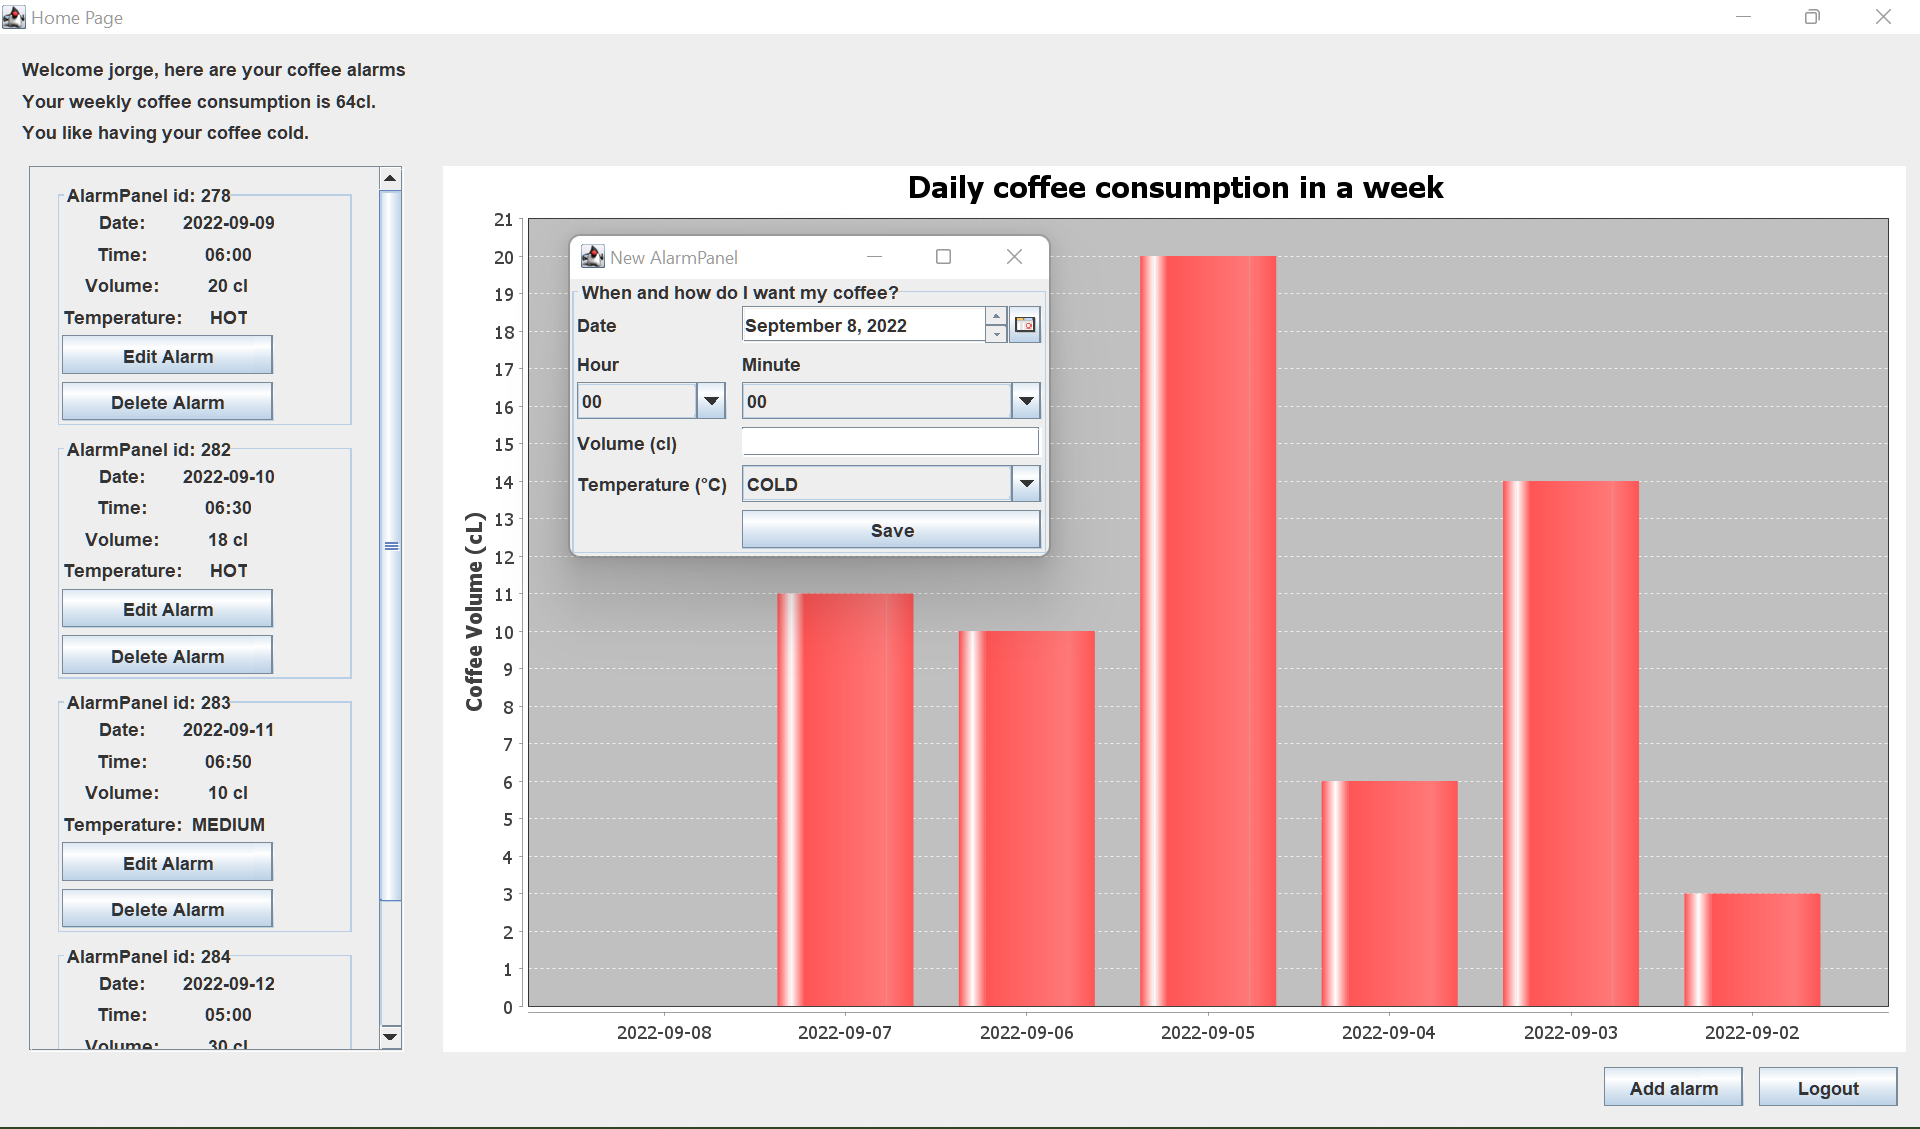 Home Page
Welcome jorge, here are your coffee alarms
Your weekly coffee consumption is 64cl.
You like having your coffee cold.
AlarmPanel id: 278
Date: 2022-09-09
Time: 06:00
Volume: 20 cl
Temperature: HOT
Edit Alarm
Delete Alarm
AlarmPanel id: 282
Date: 2022-09-10
Time: 06:30
Volume: 18 cl
Temperature: HOT
Edit Alarm
Delete Alarm
AlarmPanel id: 283
Date: 2022-09-11
Time: 06:50
Volume: 10 cl
Temperature: MEDIUM
Edit Alarm
Delete Alarm
AlarmPanel id: 284
Date: 2022-09-12
Time: 05:00
Volume: 30 cl
Daily coffee consumption in a week
Coffee Volume (cL)
21
20
19
18
17
16
15
14
13
12
11
10
9
8
7
6
5
4
3
2
1
0
2022-09-08 2022-09-07 2022-09-06 2022-09-05 2022-09-04 2022-09-03 2022-09-02
New AlarmPanel
When and how do I want my coffee?
Date September 8, 2022
Hour Minute
00 00
Volume (cl)
Temperature (°C) COLD
Save
Add alarm Logout